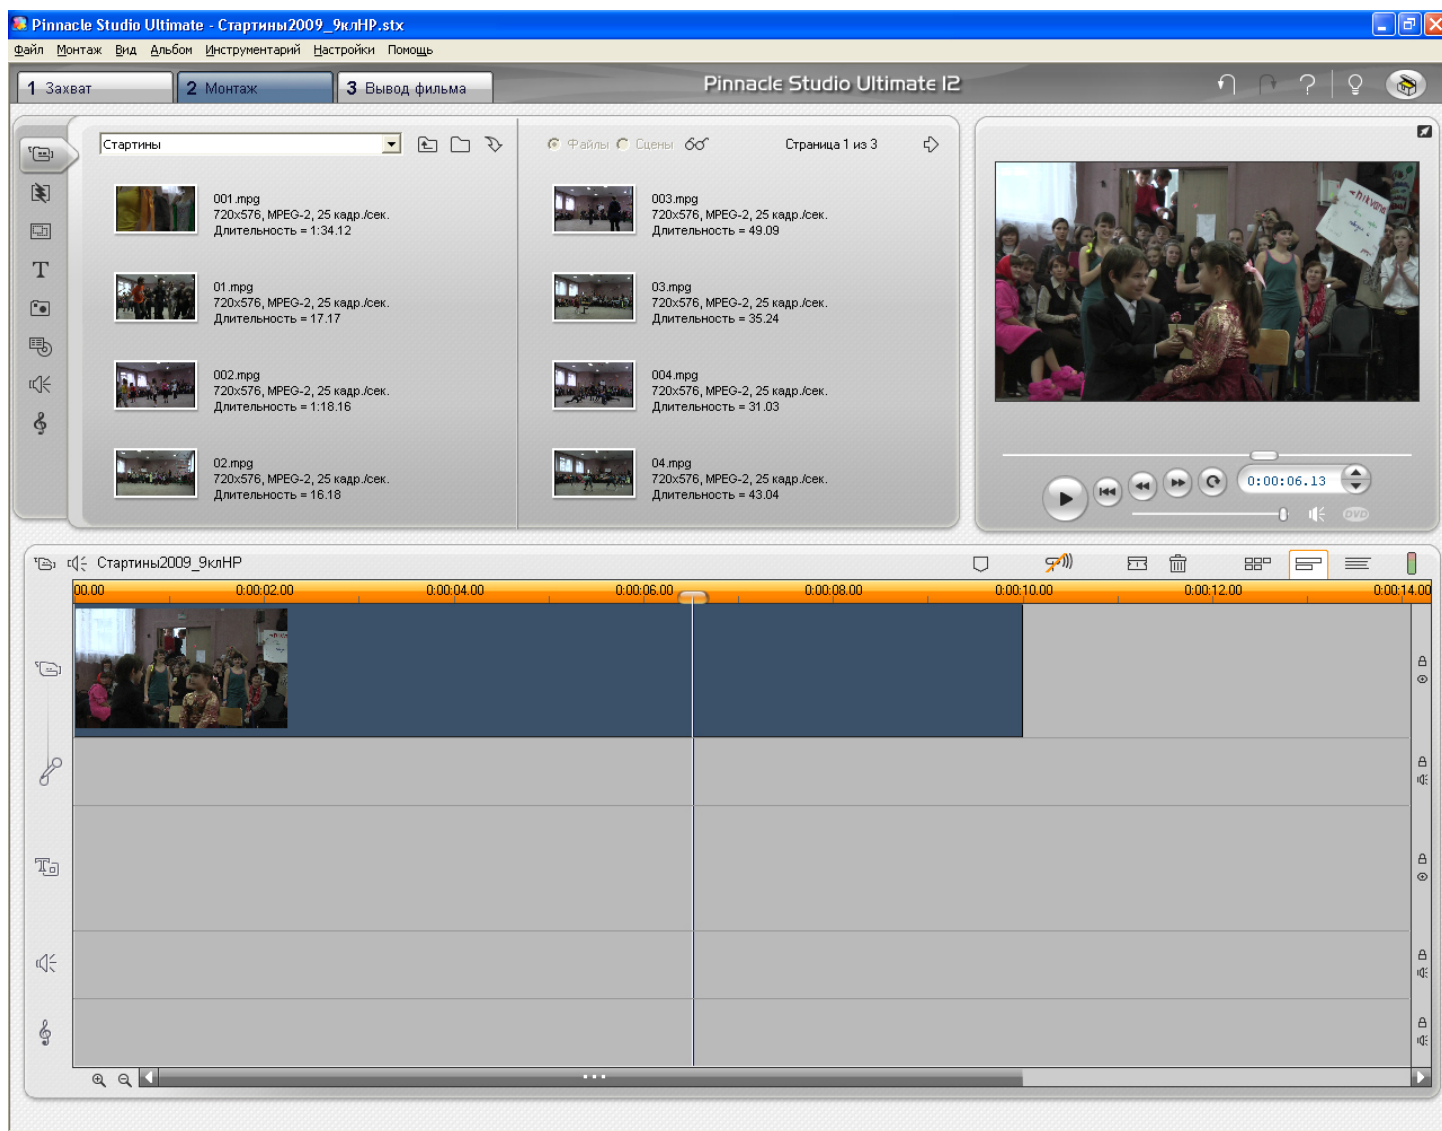 Pinnacle Studio Ultimate - Стартины2009_9клНР.stx
Файл Монтаж Вид Альбом Инструментарий Настройки Помощь
1 Захват 2 Монтаж 3 Вывод фильма Pinnacle Studio Ultimate 12
Стартины Файлы Сцены Страница 1 из 3
001.mpg
720x576, MPEG-2, 25 кадр./сек.
Длительность = 1:34.12
003.mpg
720x576, MPEG-2, 25 кадр./сек.
Длительность = 49.09
01.mpg
720x576, MPEG-2, 25 кадр./сек.
Длительность = 17.17
03.mpg
720x576, MPEG-2, 25 кадр./сек.
Длительность = 35.24
002.mpg
720x576, MPEG-2, 25 кадр./сек.
Длительность = 1:18.16
004.mpg
720x576, MPEG-2, 25 кадр./сек.
Длительность = 31.03
02.mpg
720x576, MPEG-2, 25 кадр./сек.
Длительность = 16.18
04.mpg
720x576, MPEG-2, 25 кадр./сек.
Длительность = 43.04
0:00:06.13
DVD
Стартины2009_9клНР
00.00 0:00:02.00 0:00:04.00 0:00:06.00 0:00:08.00 0:00:10.00 0:00:12.00 0:00:14.00